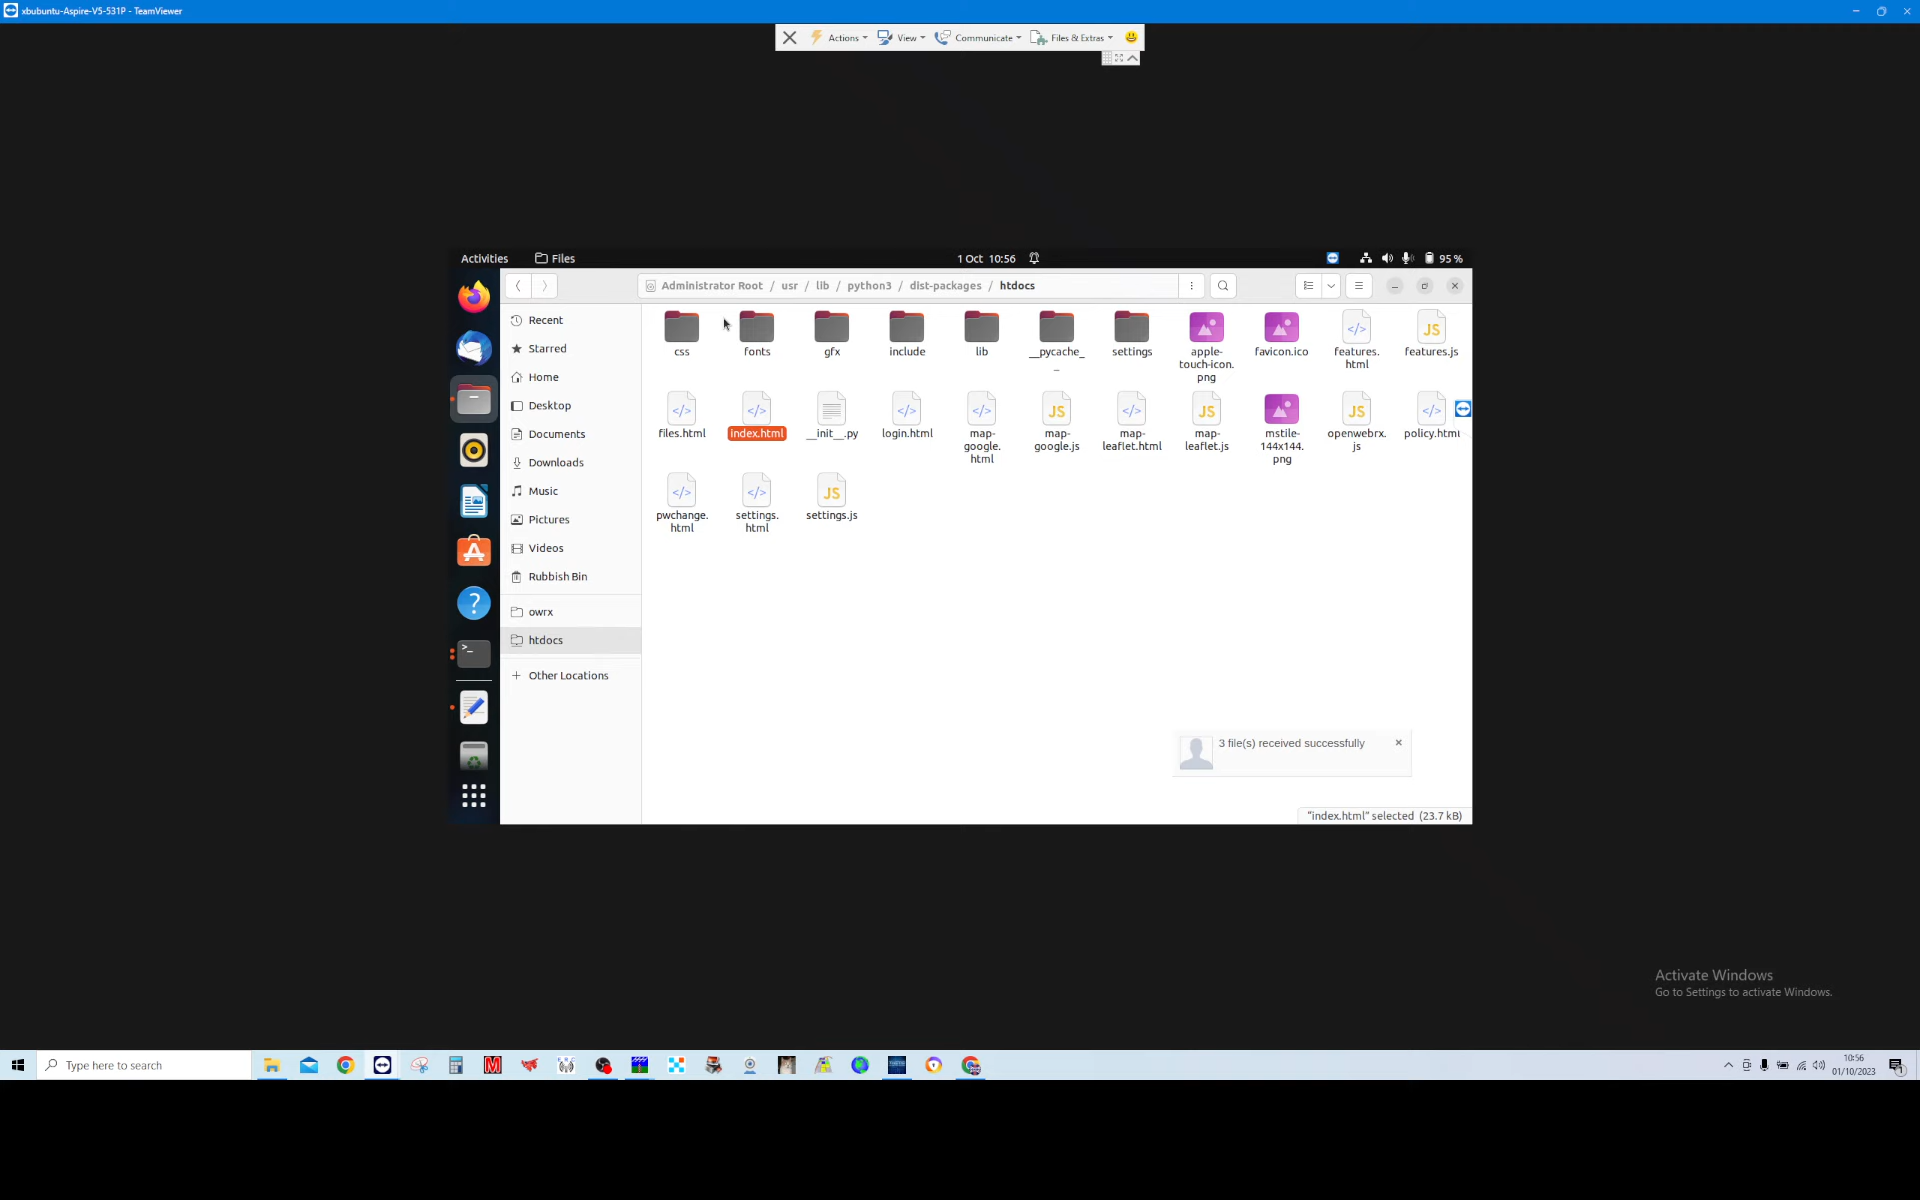 xbubuntu-Aspire-V5-531P - TeamViewer
Actions
View
Communicate
Files & Extras
Activities
Files
1 Oct 10:56
95 %
Administrator Root / usr / lib / python3 / dist-packages / htdocs
Recent
Starred
Home
Desktop
Documents
Downloads
Music
Pictures
Videos
Rubbish Bin
owrx
htdocs
+ Other Locations
css
fonts
gfx
include
lib
__pycache_
_
settings
apple-
touch-icon.
png
favicon.ico
features.
html
JS
features.js
files.html
index.html
__init__.py
login.html
map-
google.
html
JS
map-
google.js
map-
leaflet.html
JS
map-
leaflet.js
mstile-
144x144.
png
JS
openwebrx.
js
policy.html
pwchange.
html
settings.
html
JS
settings.js
3 file(s) received successfully
"index.html" selected (23.7 kB)
Activate Windows
Go to Settings to activate Windows.
Type here to search
10:56
01/10/2023